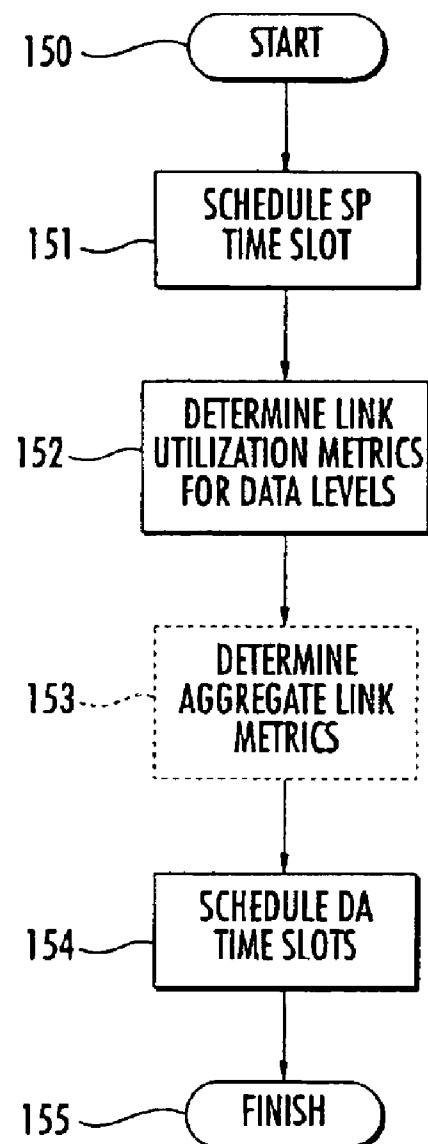 150
START
151
SCHEDULE SP
TIME SLOT
152
DETERMINE LINK
UTILIZATION METRICS
FOR DATA LEVELS
153
DETERMINE
AGGREGATE LINK
METRICS
154
SCHEDULE DA
TIME SLOTS
155
FINISH